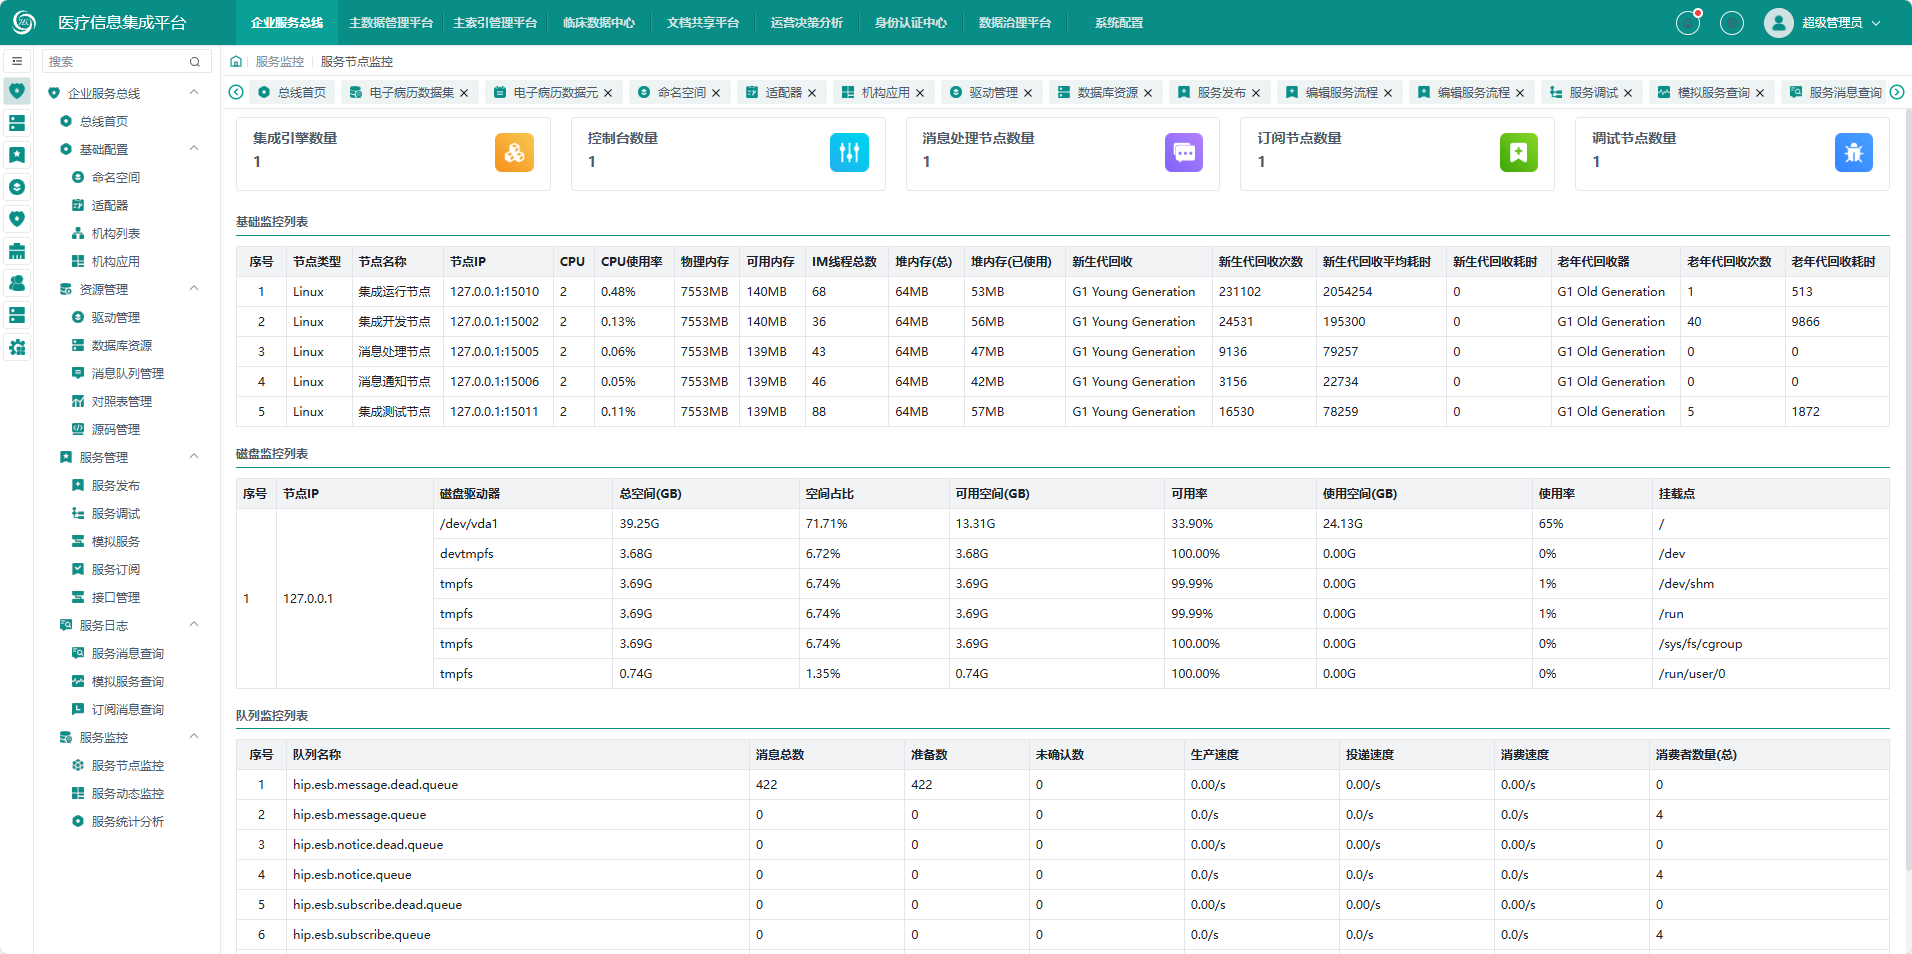 医疗信息集成平台 企业服务总线 主数据管理平台 主索引管理平台 临床数据中心 文档共享平台 运营决策分析 身份认证中心 数据治理平台 系统配置 超级管理员
搜索
企业服务总线
总线首页
基础配置
命名空间
适配器
机构列表
机构应用
资源管理
驱动管理
数据库资源
消息队列管理
对照表管理
源码管理
服务管理
服务发布
服务调试
模拟服务
服务订阅
接口管理
服务日志
服务消息查询
模拟服务查询
订阅消息查询
服务监控
服务节点监控
服务动态监控
服务统计分析
服务监控 服务节点监控
总线首页 电子病历数据集 电子病历数据元 命名空间 适配器 机构应用 驱动管理 数据库资源 服务发布 编辑服务流程 编辑服务流程 服务调试 模拟服务查询 服务消息查询
集成引擎数量 控制台数量 消息处理节点数量 订阅节点数量 调试节点数量
1 1 1 1 1
基础监控列表
序号 节点类型 节点名称 节点IP CPU CPU使用率 物理内存 可用内存 IM线程总数 堆内存(总) 堆内存(已使用) 新生代回收 新生代回收次数 新生代回收平均耗时 新生代回收耗时 老年代回收器 老年代回收次数 老年代回收耗时
1 Linux 集成运行节点 127.0.0.1:15010 2 0.48% 7553MB 140MB 68 64MB 53MB G1 Young Generation 231102 2054254 0 G1 Old Generation 1 513
2 Linux 集成开发节点 127.0.0.1:15002 2 0.13% 7553MB 140MB 36 64MB 56MB G1 Young Generation 24531 195300 0 G1 Old Generation 40 9866
3 Linux 消息处理节点 127.0.0.1:15005 2 0.06% 7553MB 139MB 43 64MB 47MB G1 Young Generation 9136 79257 0 G1 Old Generation 0 0
4 Linux 消息通知节点 127.0.0.1:15006 2 0.05% 7553MB 139MB 46 64MB 42MB G1 Young Generation 3156 22734 0 G1 Old Generation 0 0
5 Linux 集成测试节点 127.0.0.1:15011 2 0.11% 7553MB 139MB 88 64MB 57MB G1 Young Generation 16530 78259 0 G1 Old Generation 5 1872
磁盘监控列表
序号 节点IP 磁盘驱动器 总空间(GB) 空间占比 可用空间(GB) 可用率 使用空间(GB) 使用率 挂载点
1 127.0.0.1 /dev/vda1 39.25G 71.71% 13.31G 33.90% 24.13G 65% /
devtmpfs 3.68G 6.72% 3.68G 100.00% 0.00G 0% /dev
tmpfs 3.69G 6.74% 3.69G 99.99% 0.00G 1% /dev/shm
tmpfs 3.69G 6.74% 3.69G 99.99% 0.00G 1% /run
tmpfs 3.69G 6.74% 3.69G 100.00% 0.00G 0% /sys/fs/cgroup
tmpfs 0.74G 1.35% 0.74G 100.00% 0.00G 0% /run/user/0
队列监控列表
序号 队列名称 消息总数 准备数 未确认数 生产速度 投递速度 消费速度 消费者数量(总)
1 hip.esb.message.dead.queue 422 422 0 0.00/s 0.00/s 0.00/s 0
2 hip.esb.message.queue 0 0 0 0.0/s 0.0/s 0.0/s 4
3 hip.esb.notice.dead.queue 0 0 0 0.00/s 0.00/s 0.00/s 0
4 hip.esb.notice.queue 0 0 0 0.0/s 0.0/s 0.0/s 4
5 hip.esb.subscribe.dead.queue 0 0 0 0.00/s 0.00/s 0.00/s 0
6 hip.esb.subscribe.queue 0 0 0 0.0/s 0.0/s 0.0/s 4